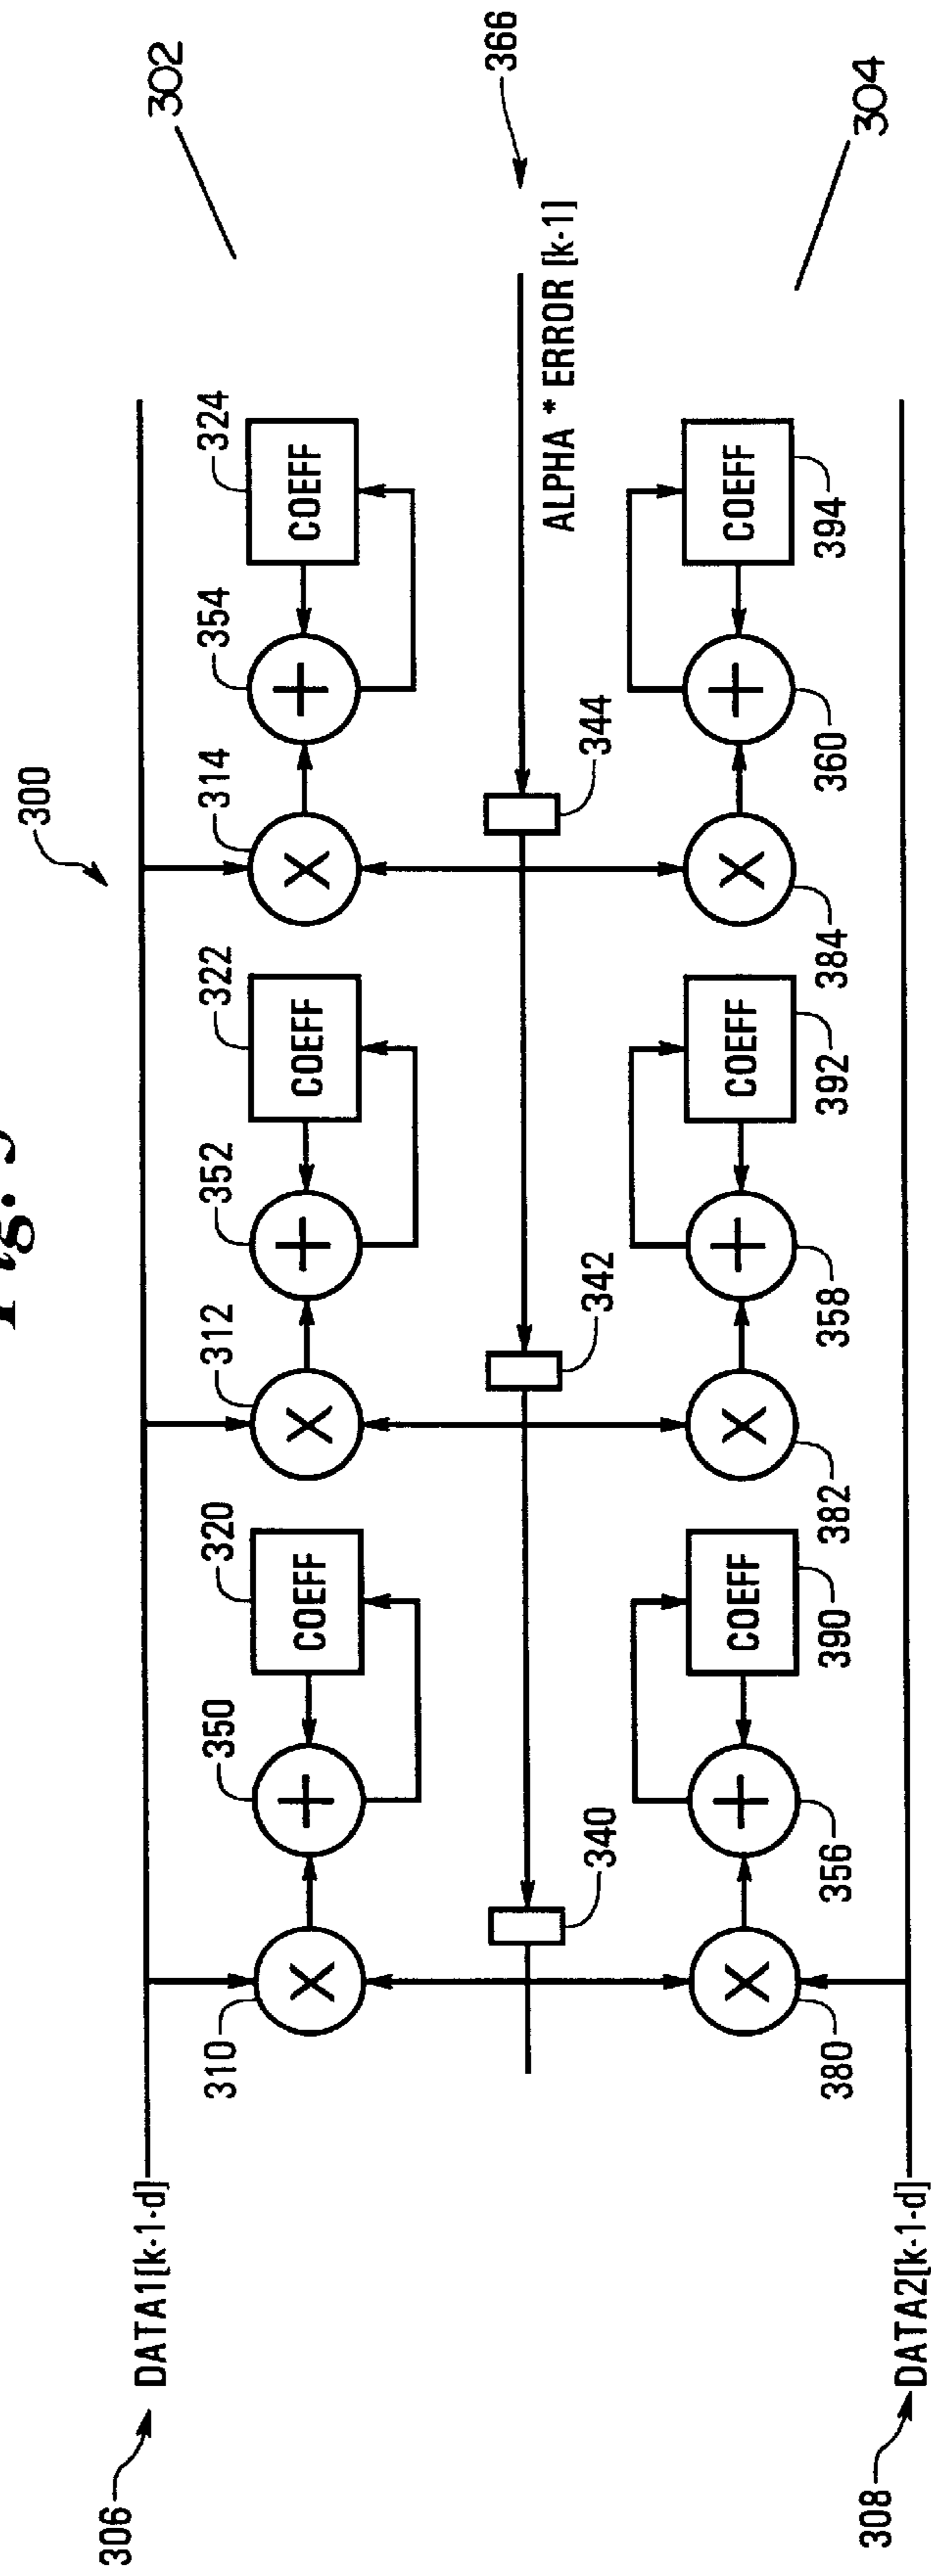 300
302
306
DATA1[k-1-d]
310
350
320
312
352
322
314
354
324
X
+
COEFF
X
+
COEFF
X
+
COEFF
340
342
344
ALPHA * ERROR [k-1]
366
X
+
COEFF
X
+
COEFF
X
+
COEFF
380
356
390
382
358
392
384
360
394
304
308
DATA2[k-1-d]